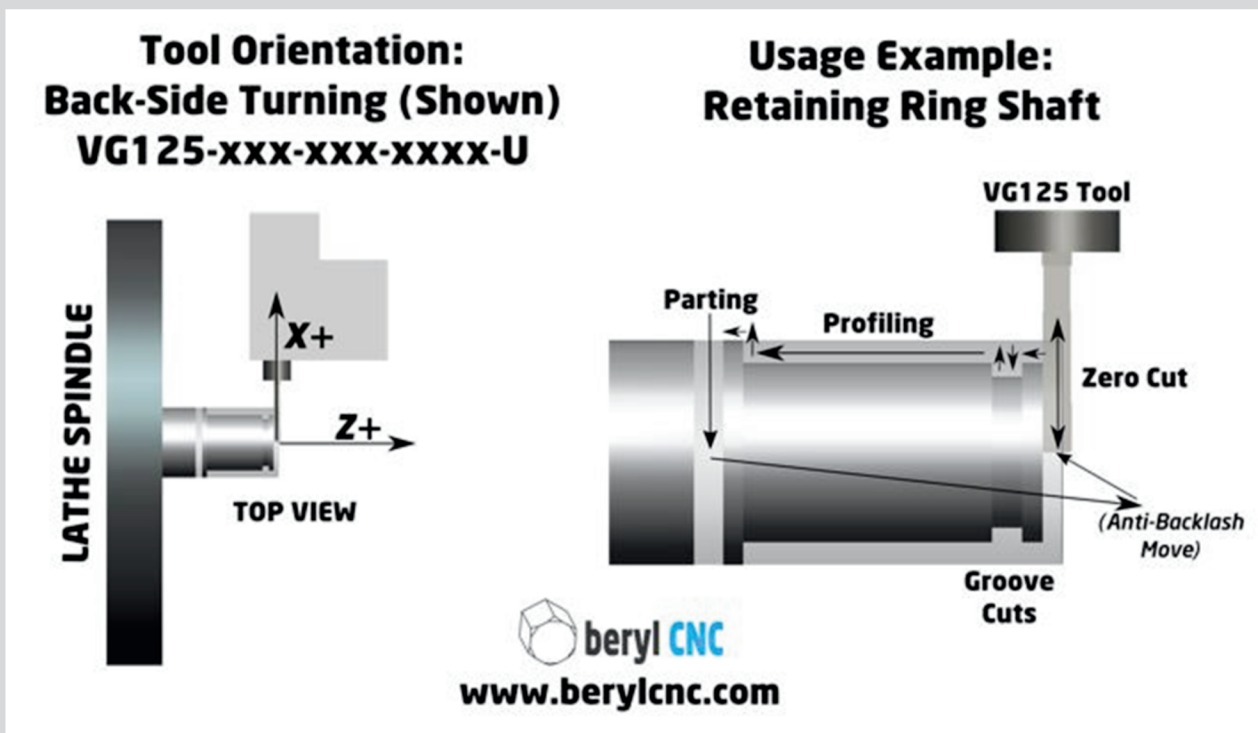 Tool Orientation:
Back-Side Turning (Shown)
VG125-xxx-xxx-xxxx-U
LATHE SPINDLE
X+
Z+
TOP VIEW
Usage Example:
Retaining Ring Shaft
VG125 Tool
Parting
Profiling
Zero Cut
(Anti-Backlash
Move)
Groove
Cuts
beryl CNC
www.berylcnc.com